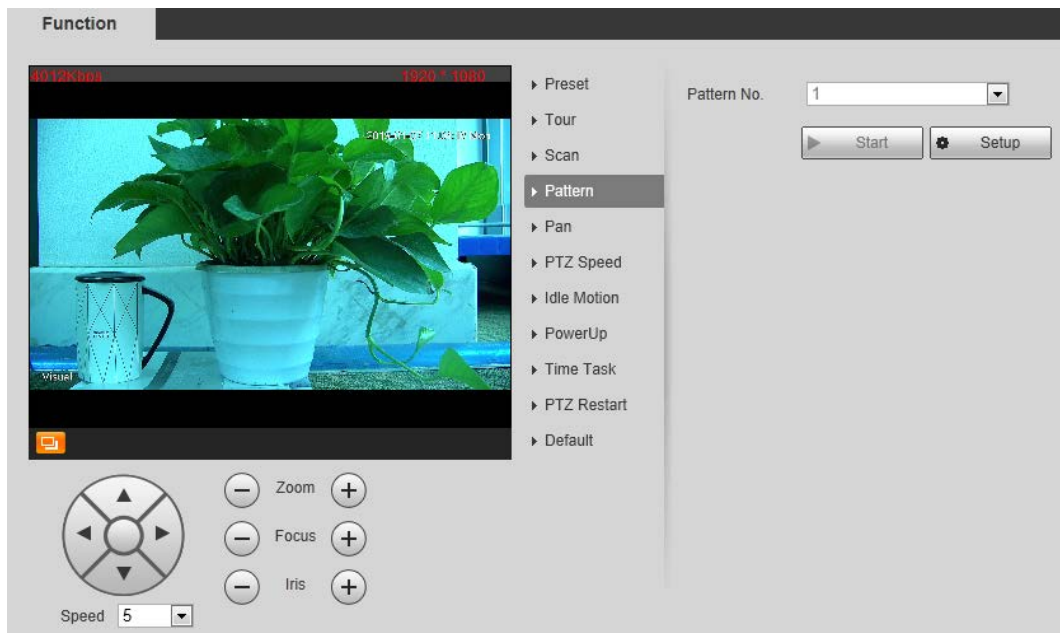 Function
4012Kbps
1920 * 1080
Visual
Preset
Tour
Scan
Pattern
Pan
PTZ Speed
Idle Motion
PowerUp
Time Task
PTZ Restart
Default
Pattern No.
1
Start
Setup
Zoom
Focus
Iris
Speed
5